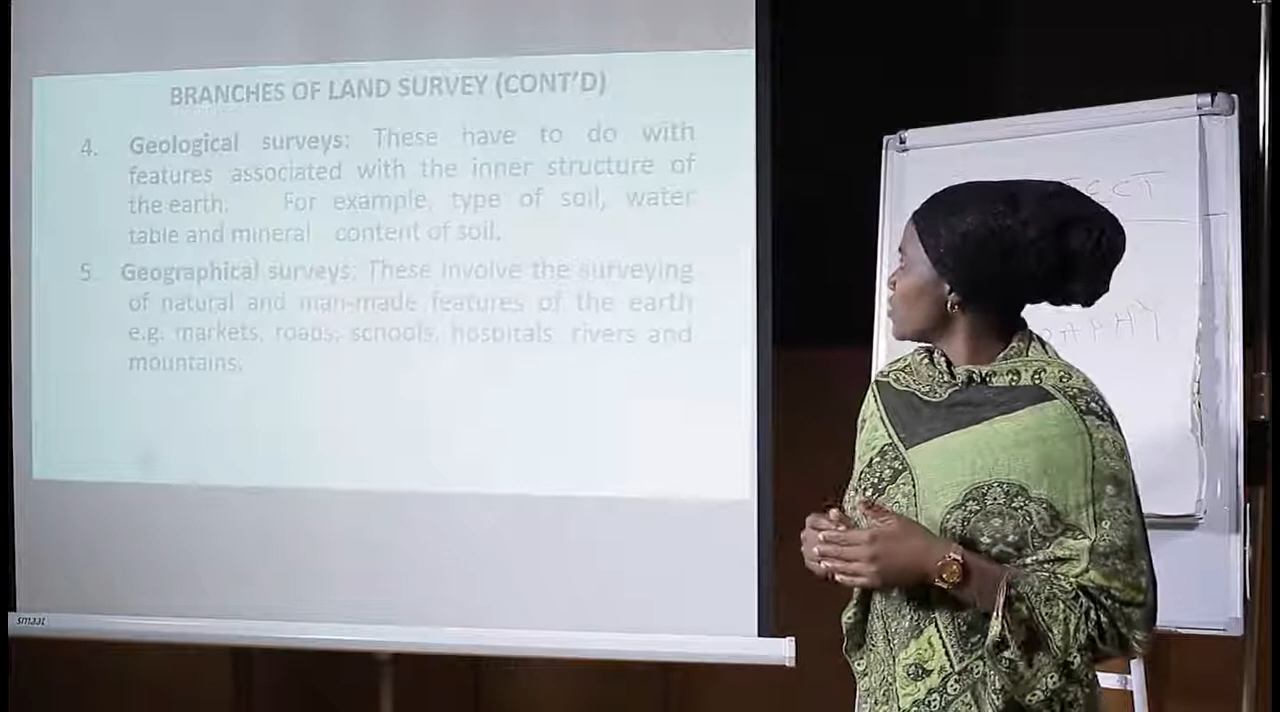 BRANCHES OF LAND SURVEY (CONT'D)
4. Geological surveys: These have to do with
features associated with the inner structure of
the earth. For example, type of soil, water
table and mineral content of soil.
5. Geographical surveys: These involve the surveying
of natural and man-made features of the earth
e.g. markets, roads, schools, hospitals rivers and
mountains.
smaat